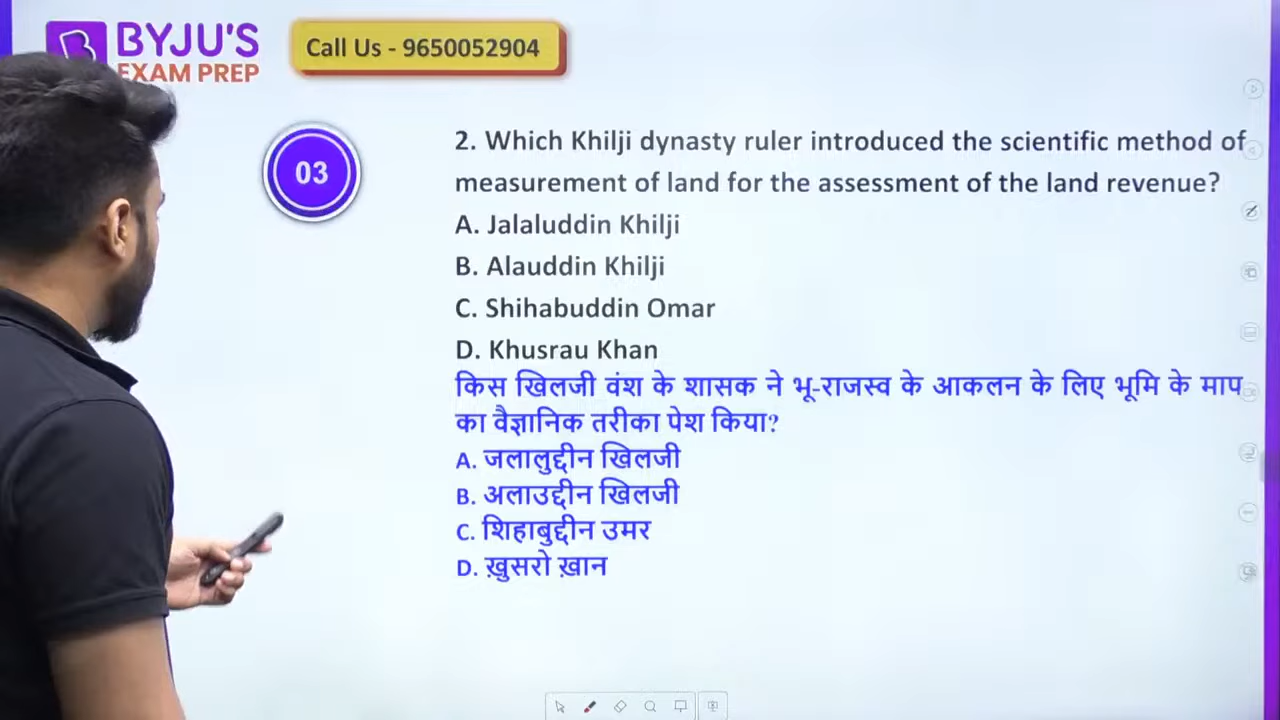 BYJU'S
EXAM PREP
Call Us - 9650052904
03
2. Which Khilji dynasty ruler introduced the scientific method of
measurement of land for the assessment of the land revenue?
A. Jalaluddin Khilji
B. Alauddin Khilji
C. Shihabuddin Omar
D. Khusrau Khan
किस खिलजी वंश के शासक ने भू-राजस्व के आकलन के लिए भूमि के माप
का वैज्ञानिक तरीका पेश किया?
A. जलालुद्दीन खिलजी
B. अलाउद्दीन खिलजी
C. शिहाबुद्दीन उमर
D. ख़ुसरो ख़ान